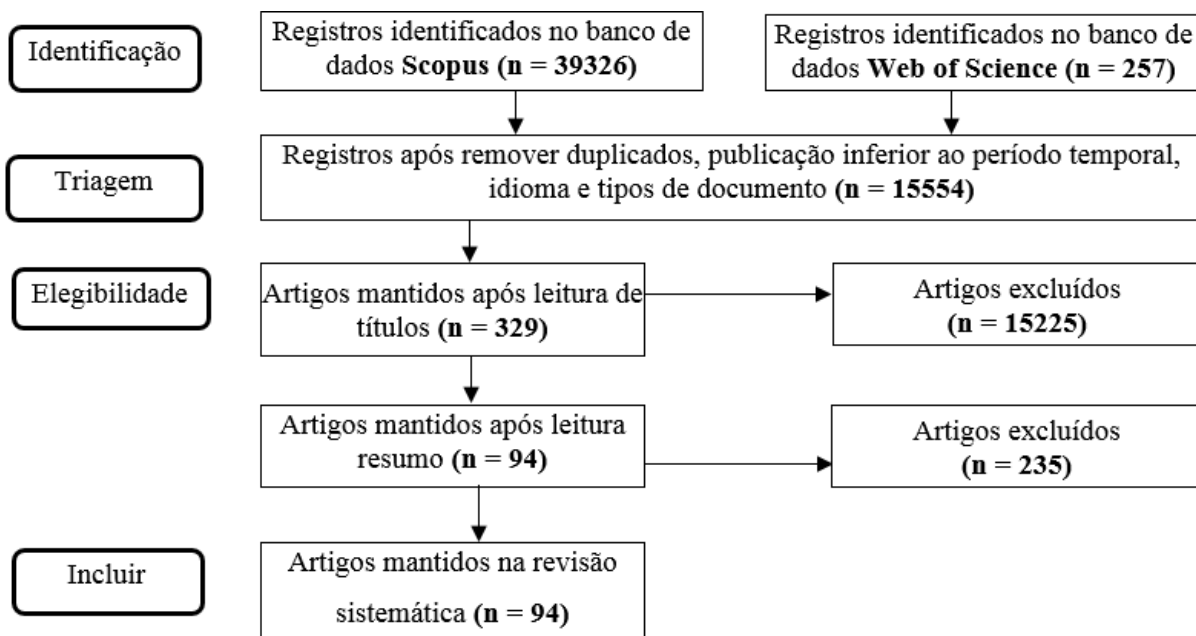 Identificação
Registros identificados no banco de
dados Scopus (n = 39326)
Registros identificados no banco de
dados Web of Science (n = 257)
Triagem
Registros após remover duplicados, publicação inferior ao período temporal,
idioma e tipos de documento (n = 15554)
Elegibilidade
Artigos mantidos após leitura de
títulos (n = 329)
Artigos excluídos
(n = 15225)
Artigos mantidos após leitura
resumo (n = 94)
Artigos excluídos
(n = 235)
Incluir
Artigos mantidos na revisão
sistemática (n = 94)